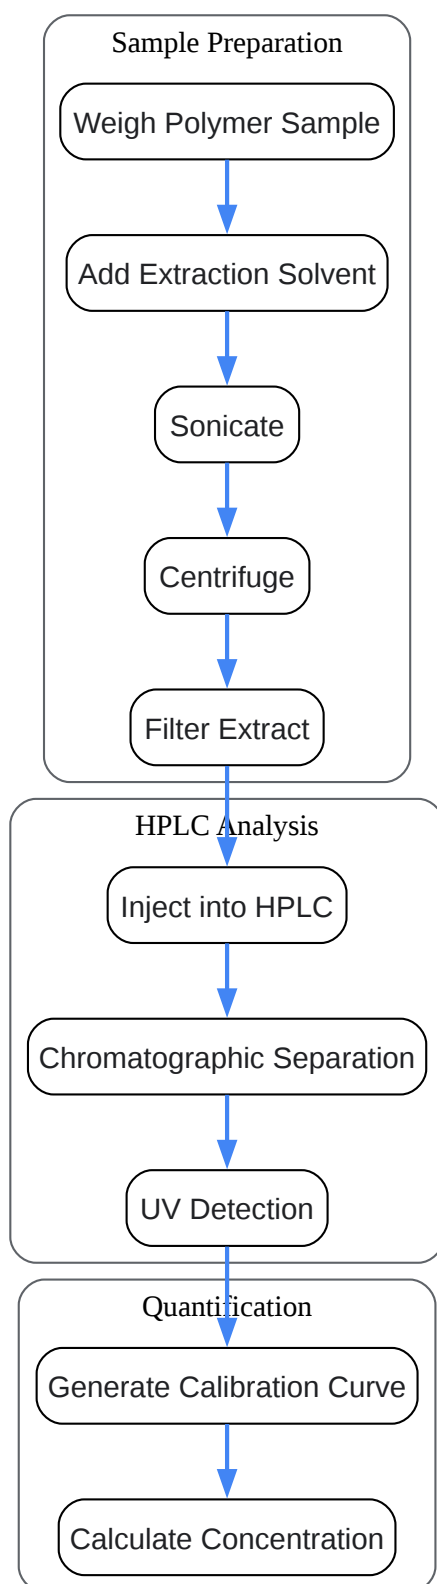 Sample Preparation
Weigh Polymer Sample
Add Extraction Solvent
Sonicate
Centrifuge
Filter Extract
HPLC Analysis
Inject into HPLC
Chromatographic Separation
UV Detection
Quantification
Generate Calibration Curve
Calculate Concentration